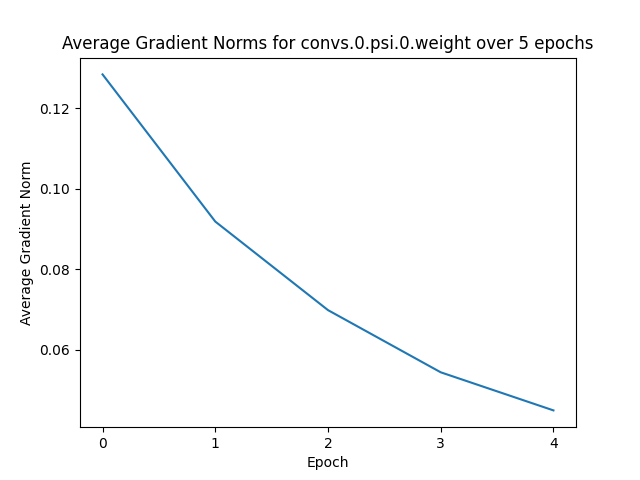 Average Gradient Norms for convs.0.psi.0.weight over 5 epochs
Average Gradient Norm
0.12
0.10
0.08
0.06
0 1 2 3 4
Epoch